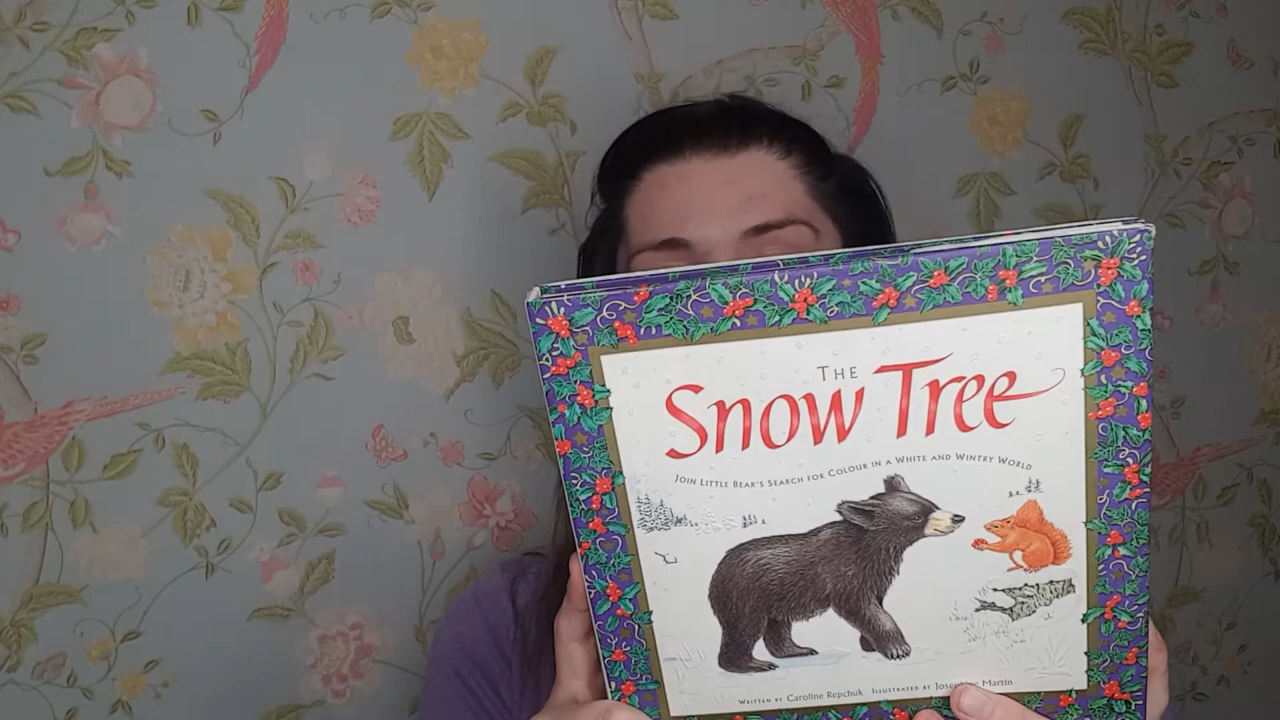 THE
Snow Tree
JOIN LITTLE BEAR'S SEARCH FOR COLOUR IN A WHITE AND WINTRY WORLD
WRITTEN BY Caroline Repchuk ILLUSTRATED BY Martin